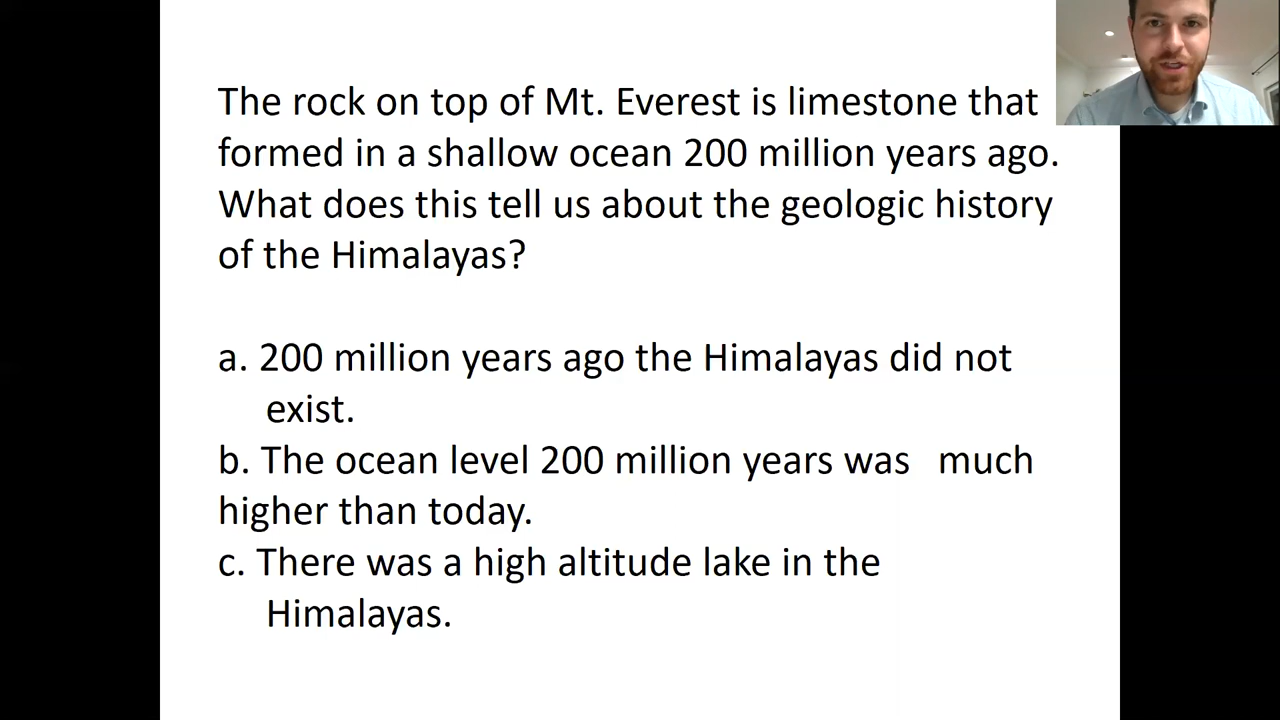 The rock on top of Mt. Everest is limestone that
formed in a shallow ocean 200 million years ago.
What does this tell us about the geologic history
of the Himalayas?
a. 200 million years ago the Himalayas did not
exist.
b. The ocean level 200 million years was   much
higher than today.
c. There was a high altitude lake in the
Himalayas.